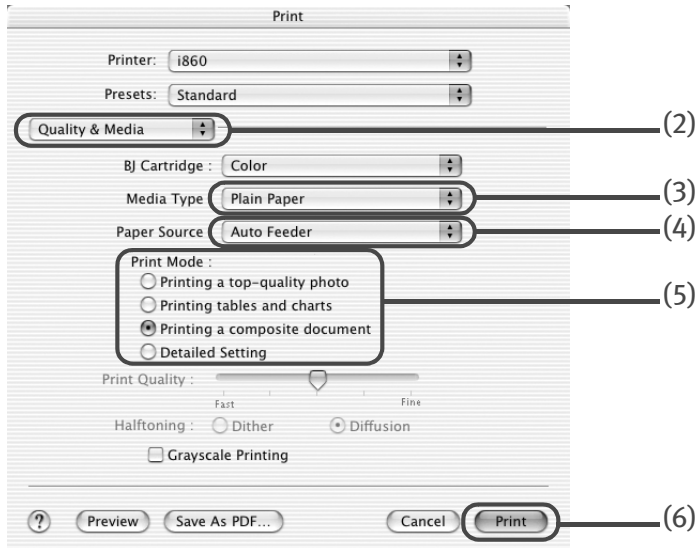 Print
Printer: i860
Presets: Standard
Quality & Media (2)
BJ Cartridge : Color
Media Type Plain Paper (3)
Paper Source Auto Feeder (4)
Print Mode :
Printing a top-quality photo
Printing tables and charts (5)
Printing a composite document
Detailed Setting
Print Quality :
Fast Fine
Halftoning : Dither Diffusion
Grayscale Printing
? Preview Save As PDF... Cancel Print (6)